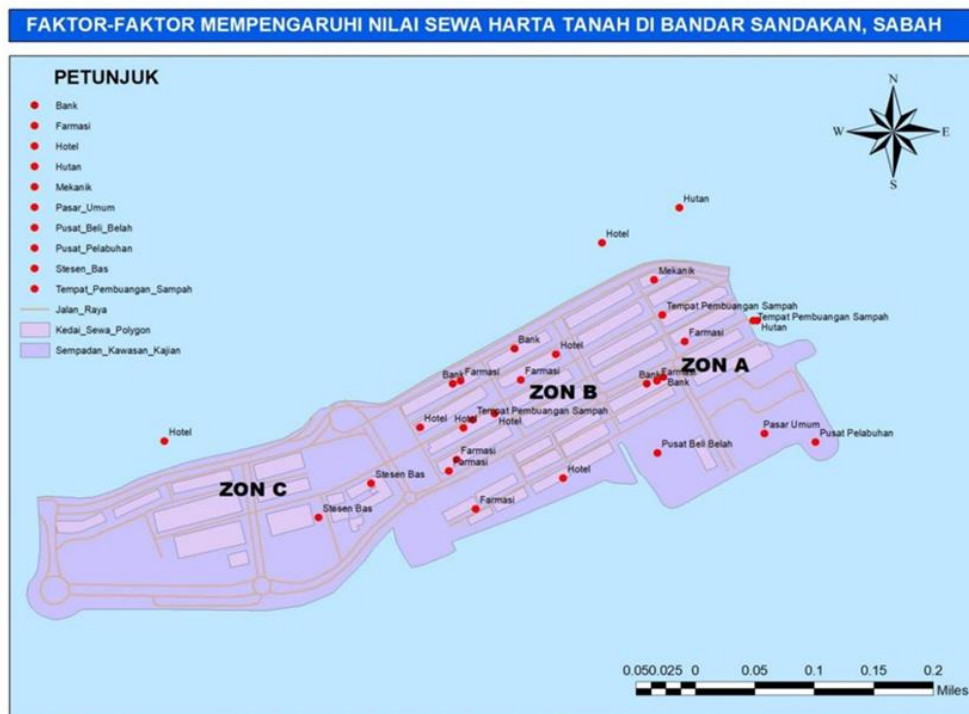 FAKTOR-FAKTOR MEMPENGARUHI NILAI SEWA HARTA TANAH DI BANDAR SANDAKAN, SABAH
PETUNJUK
Bank
Farmasi
Hotel
Hutan
Mekanik
Pasar_Umum
Pusat_Beli_Belah
Pusat_Pelabuhan
Stesen_Bas
Tempat_Pembuangan_Sampah
Jalan_Raya
Kedai_Sewa_Polygon
Sempadan_Kawasan_Kajian
N
W E
S
Hutan
Hotel
Mekanik
Tempat Pembuangan Sampah
Tempat Pembuangan Sampah
Hutan
Farmasi
Bank
Hotel
ZON A
Farmasi
Bank
Bank
Farmasi
Bank
Farmasi
ZON B
Tempat Pembuangan Sampah
Hotel
Hotel
Hotel
Hotel
Pasar Umum
Pusat Pelabuhan
Pusat Beli Belah
Farmasi
Farmasi
Stesen Bas
Hotel
ZON C
Farmasi
Stesen Bas
0.05 0.025 0 0.05 0.1 0.15 0.2
Miles